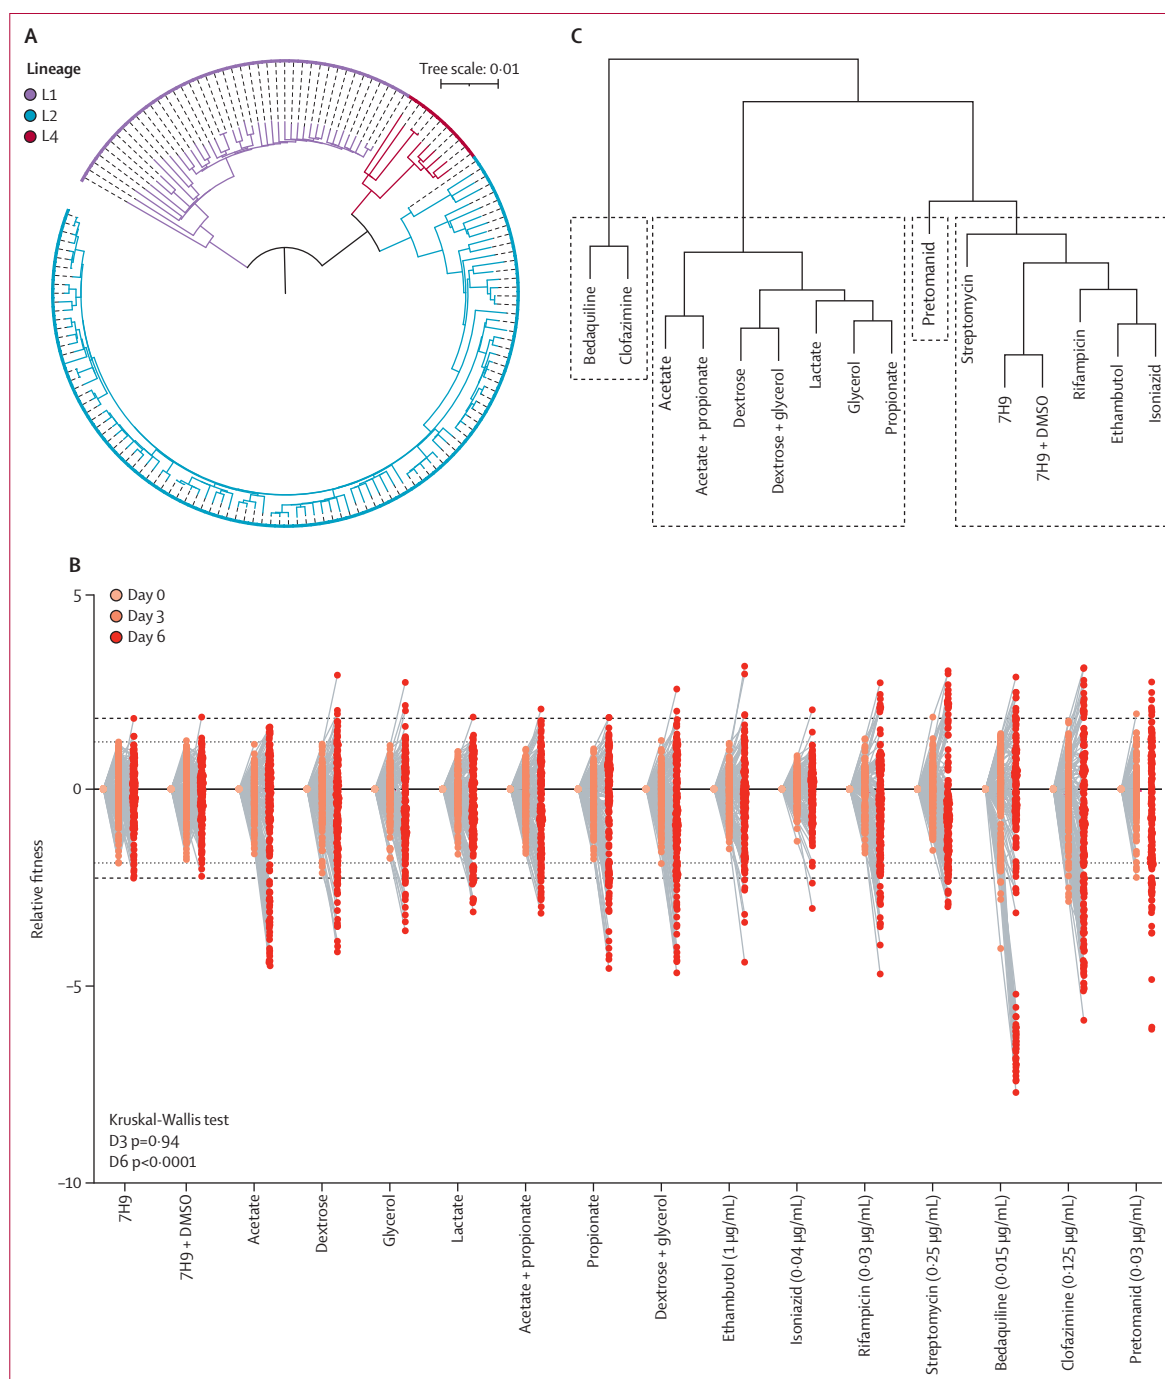 A
Lineage
L1
L2
L4
Tree scale: 0·01
C
Bedaquiline
Clofazimine
Acetate
Acetate + propionate
Dextrose
Dextrose + glycerol
Lactate
Glycerol
Propionate
Pretomanid
Streptomycin
7H9
7H9 + DMSO
Rifampicin
Ethambutol
Isoniazid
B
Day 0
Day 3
Day 6
5
0
–5
–10
Relative fitness
Kruskal-Wallis test
D3 p=0·94
D6 p<0·0001
7H9
7H9 + DMSO
Acetate
Dextrose
Glycerol
Lactate
Acetate + propionate
Propionate
Dextrose + glycerol
Ethambutol (1 µg/mL)
Isoniazid (0·04 µg/mL)
Rifampicin (0·03 µg/mL)
Streptomycin (0·25 µg/mL)
Bedaquiline (0·015 µg/mL)
Clofazimine (0·125 µg/mL)
Pretomanid (0·03 µg/mL)